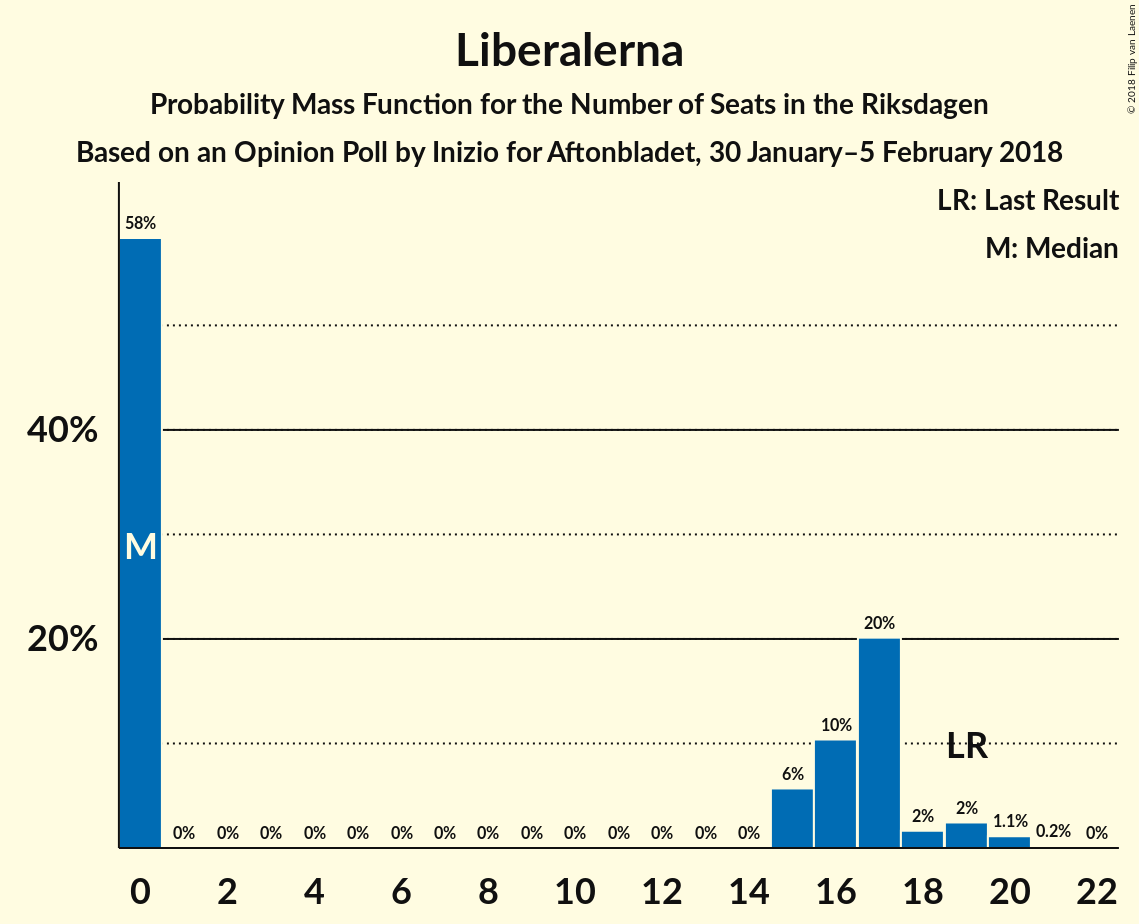 © 2018 Filip van Laenen
Liberalerna
Probability Mass Function for the Number of Seats in the Riksdagen
Based on an Opinion Poll by Inizio for Aftonbladet, 30 January–5 February 2018
LR: Last Result
M: Median
58%
40%
M
20%
20%
10%
LR
6%
2%
2%
1.1%
0% 0% 0% 0% 0% 0% 0% 0% 0% 0% 0% 0% 0% 0% 0.2% 0%
0 2 4 6 8 10 12 14 16 18 20 22